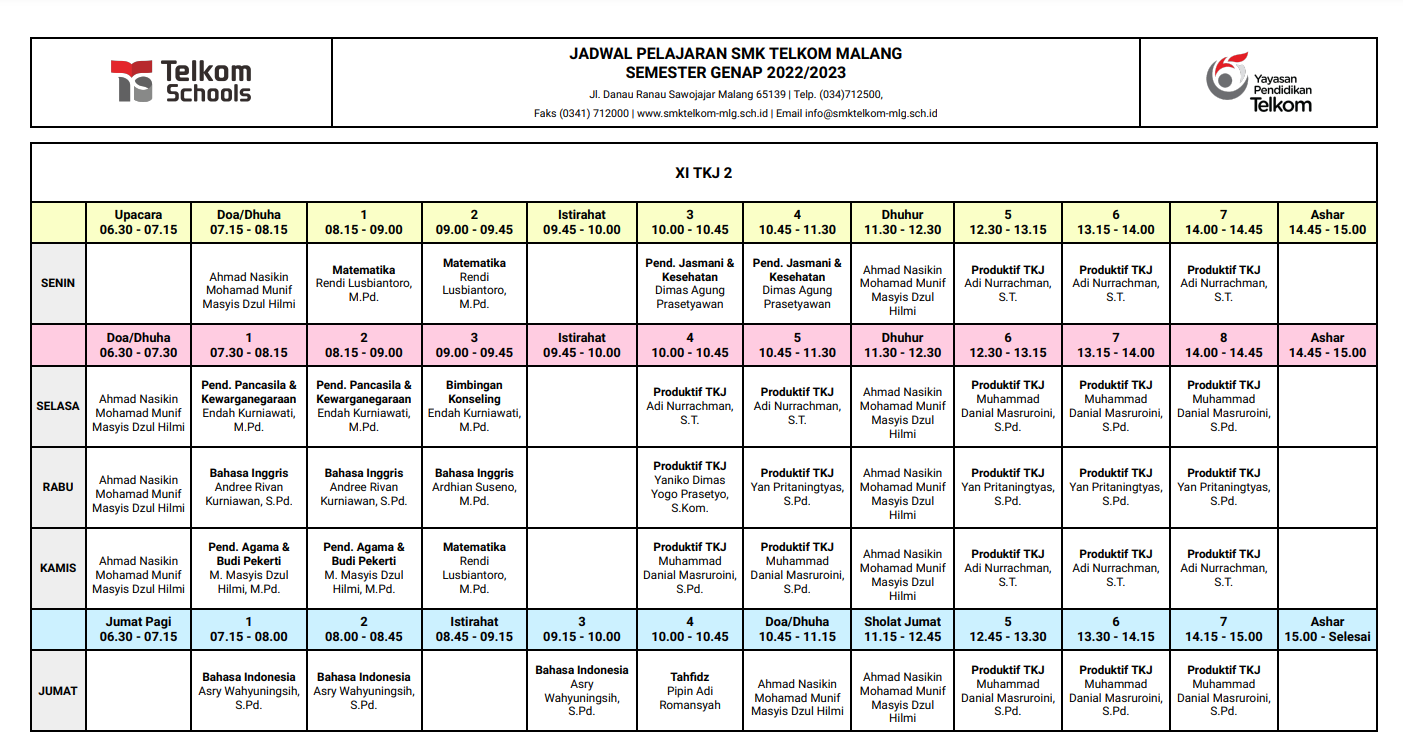 Telkom
Schools
JADWAL PELAJARAN SMK TELKOM MALANG
SEMESTER GENAP 2022/2023
Jl. Danau Ranau Sawojajar Malang 65139 | Telp. (034)712500,
Faks (0341) 712000 | www.smktelkom-mlg.sch.id | Email info@smktelkom-mlg.sch.id
Yayasan
Pendidikan
Telkom
XI TKJ 2
Upacara
06.30 - 07.15
Doa/Dhuha
07.15 - 08.15
1
08.15 - 09.00
2
09.00 - 09.45
Istirahat
09.45 - 10.00
3
10.00 - 10.45
4
10.45 - 11.30
Dhuhur
11.30 - 12.30
5
12.30 - 13.15
6
13.15 - 14.00
7
14.00 - 14.45
Ashar
14.45 - 15.00
SENIN
Ahmad Nasikin
Mohamad Munif
Masyis Dzul Hilmi
Matematika
Rendi Lusbiantoro,
M.Pd.
Matematika
Rendi
Lusbiantoro,
M.Pd.
Pend. Jasmani &
Kesehatan
Dimas Agung
Prasetyawan
Pend. Jasmani &
Kesehatan
Dimas Agung
Prasetyawan
Ahmad Nasikin
Mohamad Munif
Masyis Dzul
Hilmi
Produktif TKJ
Adi Nurrachman,
S.T.
Produktif TKJ
Adi Nurrachman,
S.T.
Produktif TKJ
Adi Nurrachman,
S.T.
Doa/Dhuha
06.30 - 07.30
1
07.30 - 08.15
2
08.15 - 09.00
3
09.00 - 09.45
Istirahat
09.45 - 10.00
4
10.00 - 10.45
5
10.45 - 11.30
Dhuhur
11.30 - 12.30
6
12.30 - 13.15
7
13.15 - 14.00
8
14.00 - 14.45
Ashar
14.45 - 15.00
SELASA
Ahmad Nasikin
Mohamad Munif
Masyis Dzul Hilmi
Pend. Pancasila &
Kewarganegaraan
Endah Kurniawati,
M.Pd.
Pend. Pancasila &
Kewarganegaraan
Endah Kurniawati,
M.Pd.
Bimbingan
Konseling
Endah Kurniawati,
M.Pd.
Produktif TKJ
Adi Nurrachman,
S.T.
Produktif TKJ
Adi Nurrachman,
S.T.
Ahmad Nasikin
Mohamad Munif
Masyis Dzul
Hilmi
Produktif TKJ
Muhammad
Danial Masruroini,
S.Pd.
Produktif TKJ
Muhammad
Danial Masruroini,
S.Pd.
Produktif TKJ
Muhammad
Danial Masruroini,
S.Pd.
RABU
Ahmad Nasikin
Mohamad Munif
Masyis Dzul Hilmi
Bahasa Inggris
Andree Rivan
Kurniawan, S.Pd.
Bahasa Inggris
Andree Rivan
Kurniawan, S.Pd.
Bahasa Inggris
Ardhian Suseno,
M.Pd.
Produktif TKJ
Yaniko Dimas
Yogo Prasetyo,
S.Kom.
Produktif TKJ
Yan Pritaningtyas,
S.Pd.
Ahmad Nasikin
Mohamad Munif
Masyis Dzul
Hilmi
Produktif TKJ
Yan Pritaningtyas,
S.Pd.
Produktif TKJ
Yan Pritaningtyas,
S.Pd.
Produktif TKJ
Yan Pritaningtyas,
S.Pd.
KAMIS
Ahmad Nasikin
Mohamad Munif
Masyis Dzul Hilmi
Pend. Agama &
Budi Pekerti
M. Masyis Dzul
Hilmi, M.Pd.
Pend. Agama &
Budi Pekerti
M. Masyis Dzul
Hilmi, M.Pd.
Matematika
Rendi
Lusbiantoro,
M.Pd.
Produktif TKJ
Muhammad
Danial Masruroini,
S.Pd.
Produktif TKJ
Muhammad
Danial Masruroini,
S.Pd.
Ahmad Nasikin
Mohamad Munif
Masyis Dzul
Hilmi
Produktif TKJ
Adi Nurrachman,
S.T.
Produktif TKJ
Adi Nurrachman,
S.T.
Produktif TKJ
Adi Nurrachman,
S.T.
Jumat Pagi
06.30 - 07.15
1
07.15 - 08.00
2
08.00 - 08.45
Istirahat
08.45 - 09.15
3
09.15 - 10.00
4
10.00 - 10.45
Doa/Dhuha
10.45 - 11.15
Sholat Jumat
11.15 - 12.45
5
12.45 - 13.30
6
13.30 - 14.15
7
14.15 - 15.00
Ashar
15.00 - Selesai
JUMAT
Bahasa Indonesia
Asry Wahyuningsih,
S.Pd.
Bahasa Indonesia
Asry Wahyuningsih,
S.Pd.
Bahasa Indonesia
Asry
Wahyuningsih,
S.Pd.
Tahfidz
Pipin Adi
Romansyah
Ahmad Nasikin
Mohamad Munif
Masyis Dzul Hilmi
Ahmad Nasikin
Mohamad Munif
Masyis Dzul
Hilmi
Produktif TKJ
Muhammad
Danial Masruroini,
S.Pd.
Produktif TKJ
Muhammad
Danial Masruroini,
S.Pd.
Produktif TKJ
Muhammad
Danial Masruroini,
S.Pd.